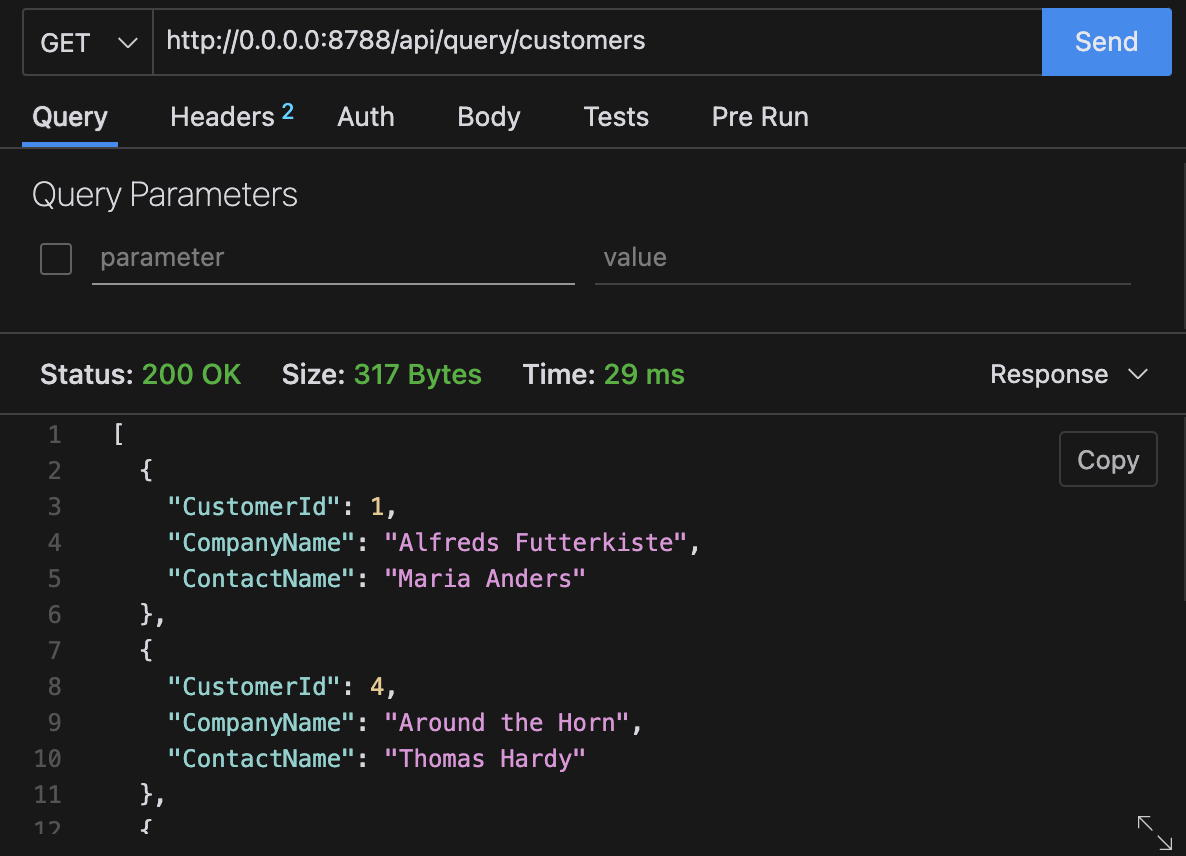 GET http://0.0.0.0:8788/api/query/customers Send
Query Headers 2 Auth Body Tests Pre Run
Query Parameters
parameter value
Status: 200 OK Size: 317 Bytes Time: 29 ms Response
1 [
Copy
2 {
3 "CustomerId": 1,
4 "CompanyName": "Alfreds Futterkiste",
5 "ContactName": "Maria Anders"
6 },
7 {
8 "CustomerId": 4,
9 "CompanyName": "Around the Horn",
10 "ContactName": "Thomas Hardy"
11 },
12 {